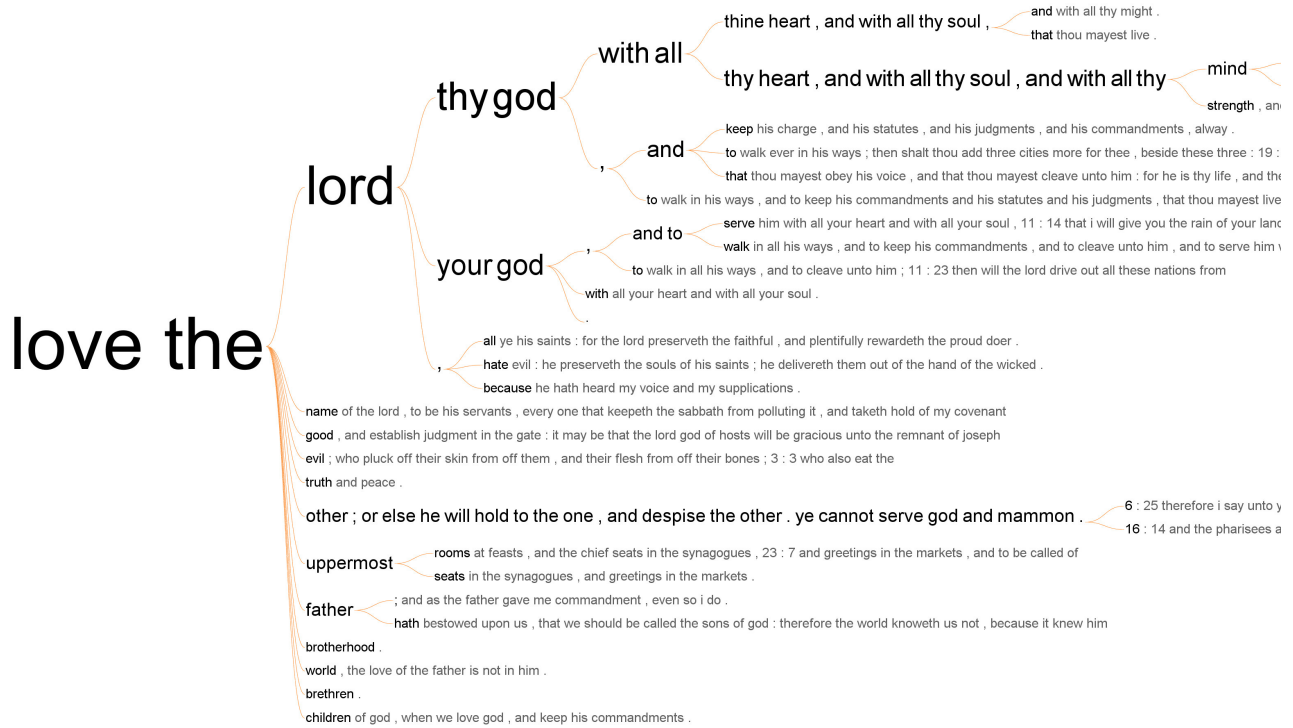 love the
lord
thy god
with all
thine heart , and with all thy soul ,
and with all thy might .
that thou mayest live .
thy heart , and with all thy soul , and with all thy
mind
strength , an
,
and
keep his charge , and his statutes , and his judgments , and his commandments , alway .
to walk ever in his ways ; then shalt thou add three cities more for thee , beside these three : 19 :
that thou mayest obey his voice , and that thou mayest cleave unto him : for he is thy life , and the
to walk in his ways , and to keep his commandments and his statutes and his judgments , that thou mayest live
your god
,
and to
serve him with all your heart and with all your soul , 11 : 14 that i will give you the rain of your land
walk in all his ways , and to keep his commandments , and to cleave unto him , and to serve him
to walk in all his ways , and to cleave unto him ; 11 : 23 then will the lord drive out all these nations from
with all your heart and with all your soul .
.
,
all ye his saints : for the lord preserveth the faithful , and plentifully rewardeth the proud doer .
hate evil : he preserveth the souls of his saints ; he delivereth them out of the hand of the wicked .
because he hath heard my voice and my supplications .
name of the lord , to be his servants , every one that keepeth the sabbath from polluting it , and taketh hold of my covenant
good , and establish judgment in the gate : it may be that the lord god of hosts will be gracious unto the remnant of joseph
evil ; who pluck off their skin from off them , and their flesh from off their bones ; 3 : 3 who also eat the
truth and peace .
other ; or else he will hold to the one , and despise the other . ye cannot serve god and mammon .
6 : 25 therefore i say unto y
16 : 14 and the pharisees a
uppermost
rooms at feasts , and the chief seats in the synagogues , 23 : 7 and greetings in the markets , and to be called of
seats in the synagogues , and greetings in the markets .
father
; and as the father gave me commandment , even so i do .
hath bestowed upon us , that we should be called the sons of god : therefore the world knoweth us not , because it knew him
brotherhood .
world , the love of the father is not in him .
brethren .
children of god , when we love god , and keep his commandments .